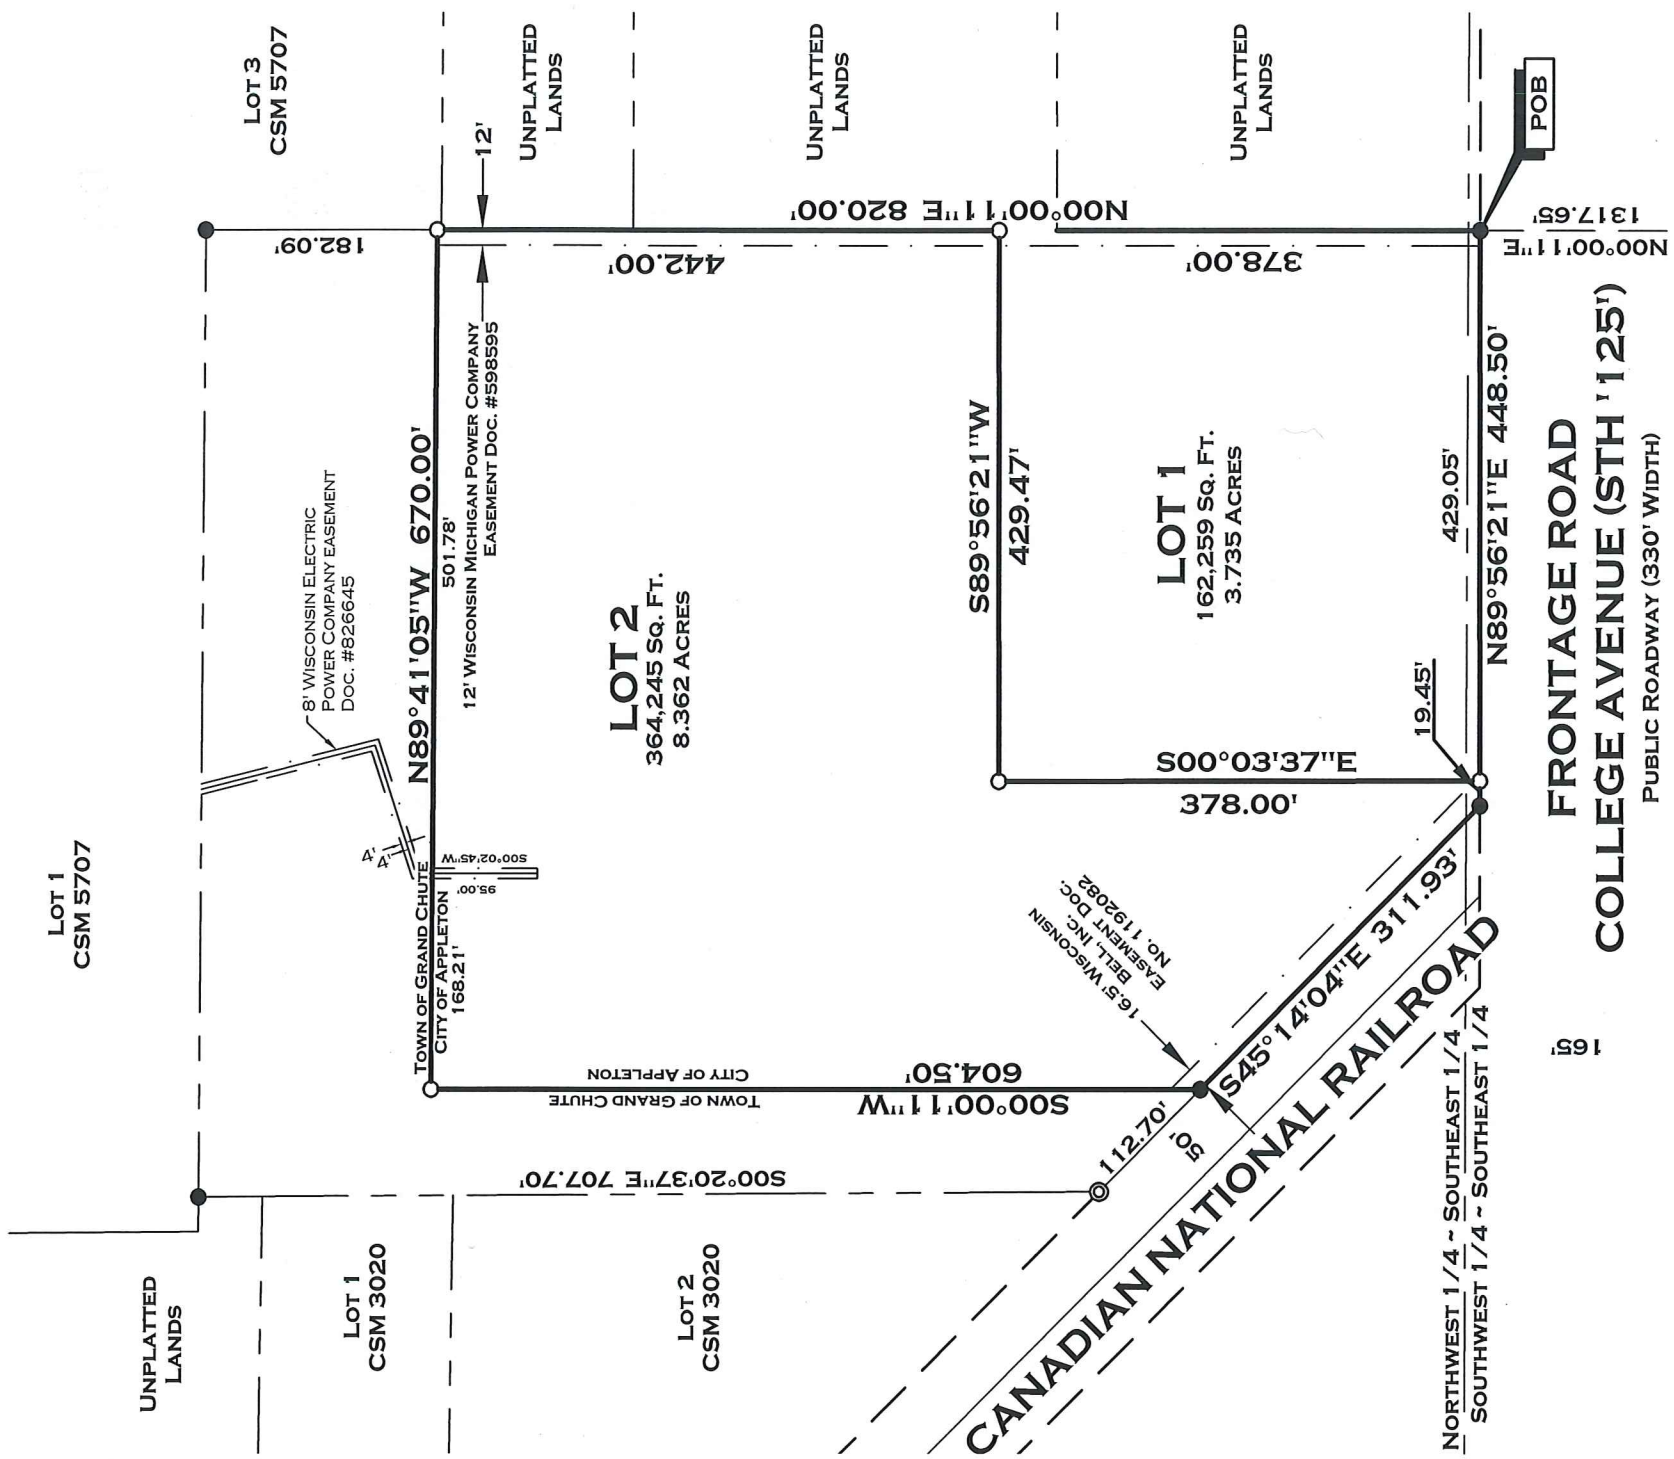 LOT 3
CSM 5707
UNPLATTED
LANDS
UNPLATTED
LANDS
UNPLATTED
LANDS
POB
12'
182.09'
N00°00'11"E 820.00'
442.00'
378.00'
N00°00'11"E
1317.65'
8' WISCONSIN ELECTRIC
POWER COMPANY EASEMENT
DOC. #826645
N89°41'05"W 670.00'
501.78'
12' WISCONSIN MICHIGAN POWER COMPANY
EASEMENT DOC. #598595
LOT 2
364,245 SQ. FT.
8.362 ACRES
S89°56'21"W
429.47'
LOT 1
162,259 SQ. FT.
3.735 ACRES
429.05'
N89°56'21"E 448.50'
19.45'
S00°03'37"E
378.00'
FRONTAGE ROAD
COLLEGE AVENUE (STH '125')
PUBLIC ROADWAY (330' WIDTH)
LOT 1
CSM 5707
4'
4'
S00°02'45"W
95.00'
TOWN OF GRAND CHUTE
CITY OF APPLETON
168.21'
16.5' WISCONSIN
BELL, INC.
EASEMENT DOC.
NO. 1192082
S45°14'04"E 311.93'
CITY OF APPLETON
604.50'
TOWN OF GRAND CHUTE
S00°00'11"W
112.70'
50'
165'
S00°20'37"E 707.70'
CANADIAN NATIONAL RAILROAD
UNPLATTED
LANDS
LOT 1
CSM 3020
LOT 2
CSM 3020
NORTHWEST 1/4 ~ SOUTHEAST 1/4
SOUTHWEST 1/4 ~ SOUTHEAST 1/4